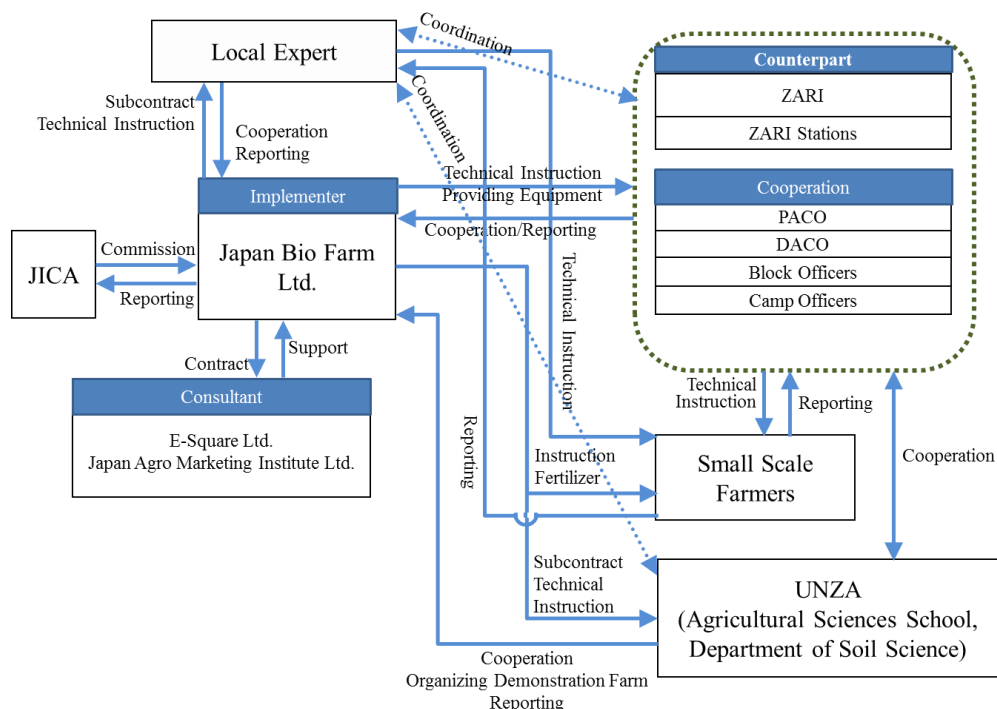 Coordination
Local Expert
Counterpart
ZARI
ZARI Stations
Subcontract
Technical Instruction
Cooperation
Reporting
Coordination
Technical Instruction
Providing Equipment
Cooperation/Reporting
Cooperation
PACO
DACO
Block Officers
Camp Officers
Implementer
Japan Bio Farm
Ltd.
JICA
Commission
Reporting
Contract
Support
Technical Instruction
Consultant
E-Square Ltd.
Japan Agro Marketing Institute Ltd.
Reporting
Technical
Instruction
Reporting
Cooperation
Instruction
Fertilizer
Small Scale
Farmers
Subcontract
Technical
Instruction
UNZA
(Agricultural Sciences School,
Department of Soil Science)
Cooperation
Organizing Demonstration Farm
Reporting